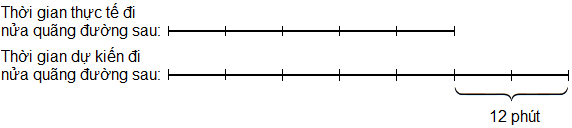 Thời gian thực tế đi
nửa quãng đường sau:
Thời gian dự kiến đi
nửa quãng đường sau:
12 phút